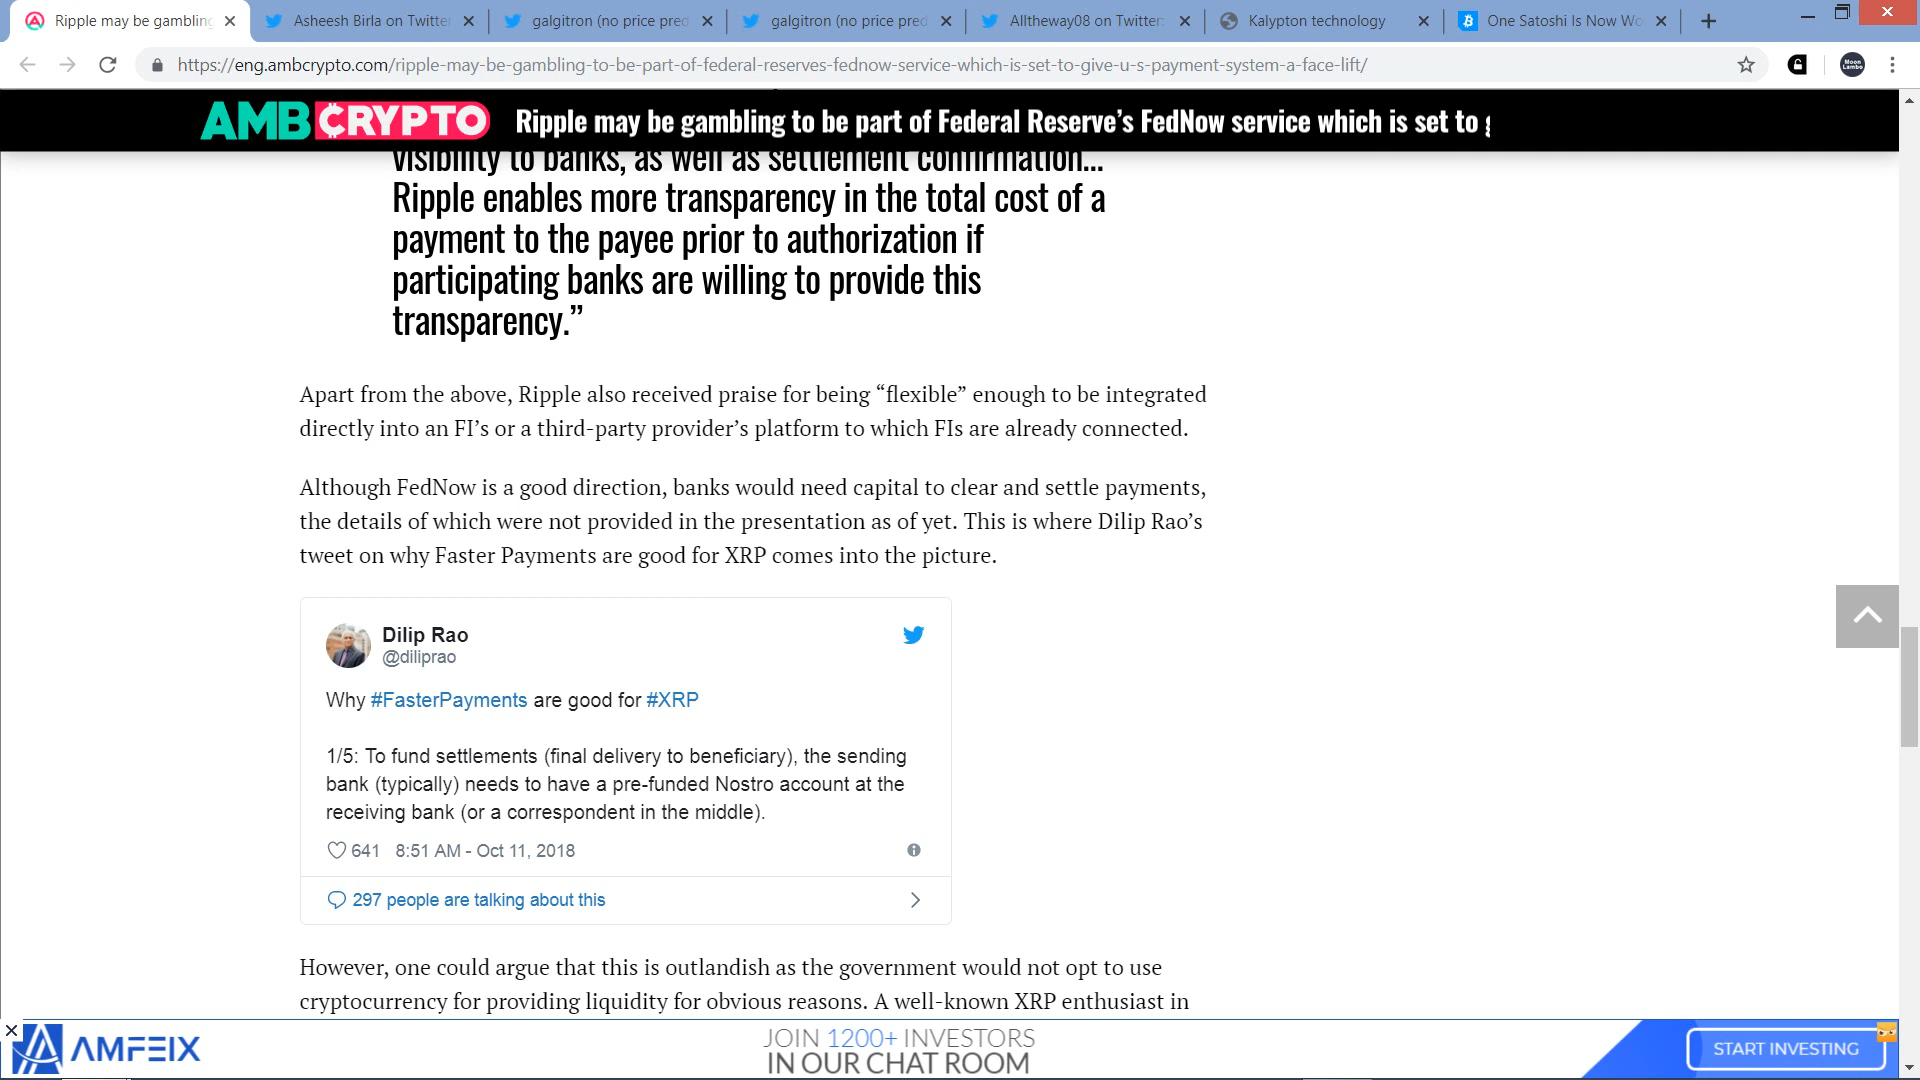 Ripple may be gambling
Asheesh Birla on Twitter
galgitron (no price pred
galgitron (no price pred
Alltheway08 on Twitter:
Kalypton technology
One Satoshi Is Now Wo
https://eng.ambcrypto.com/ripple-may-be-gambling-to-be-part-of-federal-reserves-fednow-service-which-is-set-to-give-u-s-payment-system-a-face-lift/
Moon
Lambo
AMBCRYPTO
Ripple may be gambling to be part of Federal Reserve's FedNow service which is set to g
visibility to banks, as well as settlement confirmation...
Ripple enables more transparency in the total cost of a
payment to the payee prior to authorization if
participating banks are willing to provide this
transparency.”
Apart from the above, Ripple also received praise for being “flexible” enough to be integrated
directly into an FI’s or a third-party provider’s platform to which FIs are already connected.
Although FedNow is a good direction, banks would need capital to clear and settle payments,
the details of which were not provided in the presentation as of yet. This is where Dilip Rao’s
tweet on why Faster Payments are good for XRP comes into the picture.
Dilip Rao
@diliprao
Why #FasterPayments are good for #XRP
1/5: To fund settlements (final delivery to beneficiary), the sending
bank (typically) needs to have a pre-funded Nostro account at the
receiving bank (or a correspondent in the middle).
641 8:51 AM - Oct 11, 2018
297 people are talking about this
However, one could argue that this is outlandish as the government would not opt to use
cryptocurrency for providing liquidity for obvious reasons. A well-known XRP enthusiast in
AMFEIX
JOIN 1200+ INVESTORS
IN OUR CHAT ROOM
START INVESTING